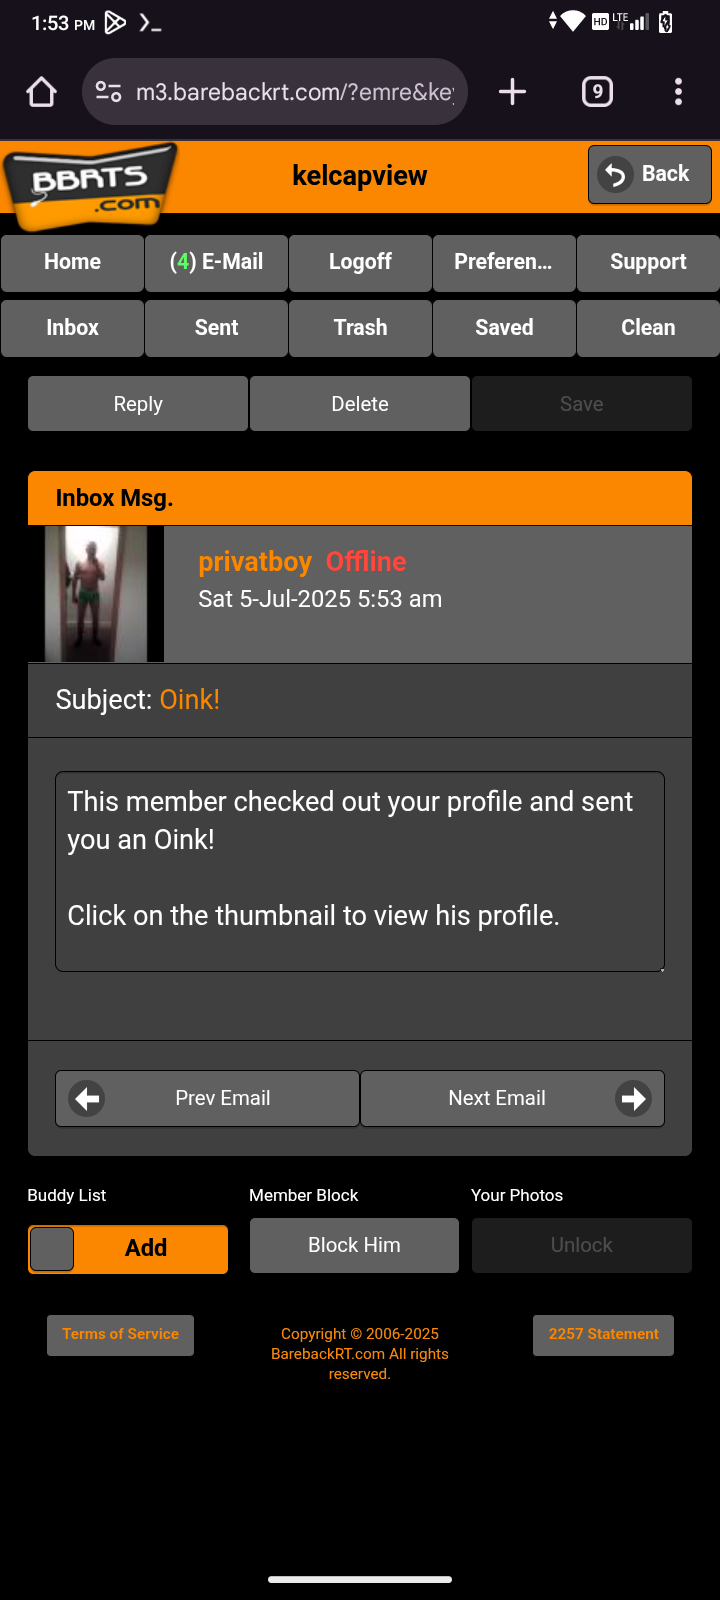 1:53 PM
HD LTE
m3.barebackrt.com/?emre&key
9
BBRTS
.com
kelcapview
Back
Home
(4) E-Mail
Logoff
Preferen...
Support
Inbox
Sent
Trash
Saved
Clean
Reply
Delete
Save
Inbox Msg.
privatboy Offline
Sat 5-Jul-2025 5:53 am
Subject: Oink!
This member checked out your profile and sent
you an Oink!
Click on the thumbnail to view his profile.
Prev Email
Next Email
Buddy List
Member Block
Your Photos
Add
Block Him
Unlock
Terms of Service
Copyright © 2006-2025
BarebackRT.com All rights
reserved.
2257 Statement